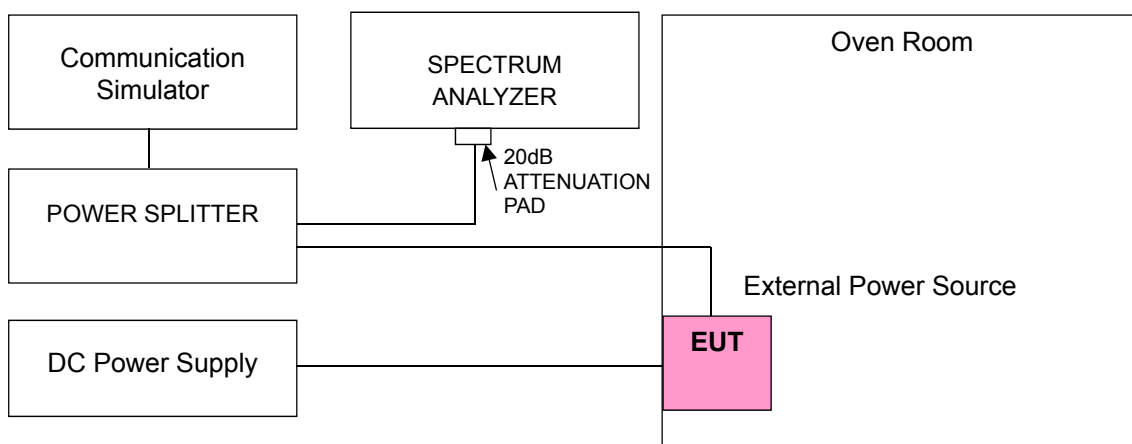 Communication
Simulator
SPECTRUM
ANALYZER
Oven Room
20dB
ATTENUATION
PAD
POWER SPLITTER
External Power Source
EUT
DC Power Supply